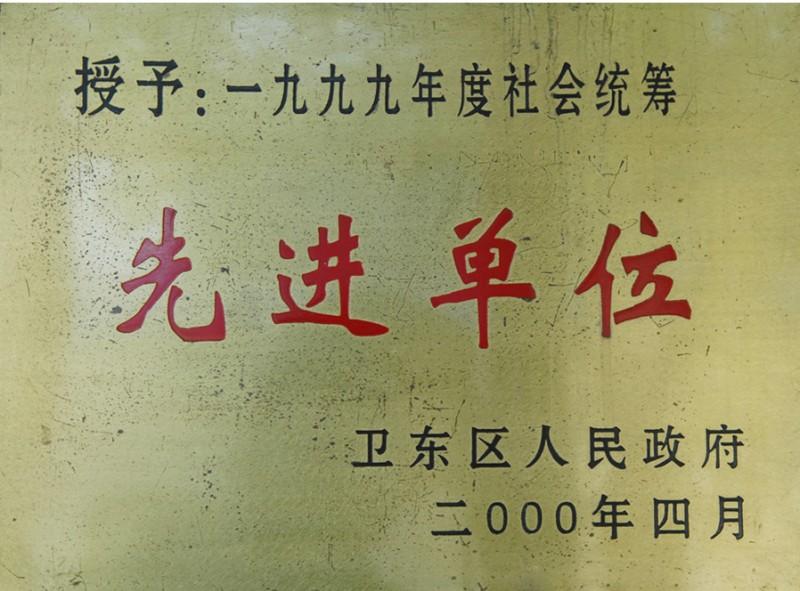 授予:一九九九年度社会统筹
先进单位
卫东区人民政府
二000年四月